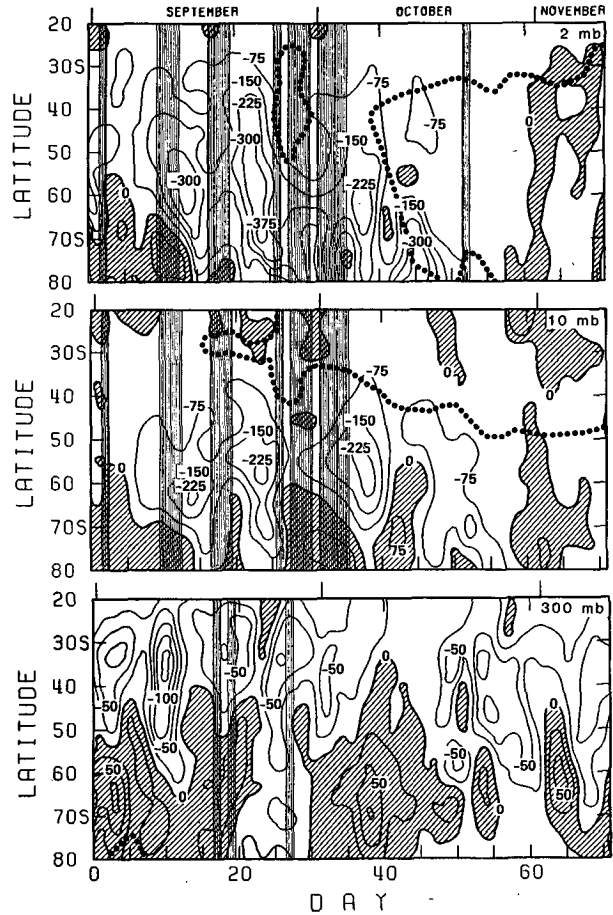 SEPTEMBER OCTOBER NOVEMBER
20 2 mb
30S -75 -75
-150
40 -225
-75 0
50 -300 -150
60 -300 -225
0 -150
70S -375 -300
80
LATITUDE
20 10 mb
30S
-75 0 0
40 -75
-150 -150
50 -225
-150 -225
60 0 -225 0 -75 0
70S
75
80
LATITUDE
20 300 mb
30S -50 -50
-50 0
40 -100 -50
-50 0
50 -50 -50
-50
60 50 0 -50
50 50
70S 0 0
80
LATITUDE
0 20 40 60
DAY